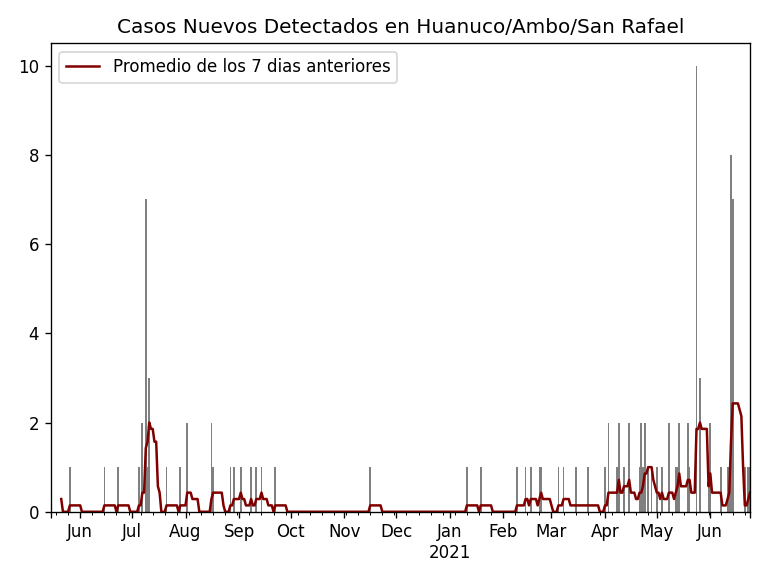 Casos Nuevos Detectados en Huanuco/Ambo/San Rafael
Promedio de los 7 dias anteriores
10
8
6
4
2
0
Jun Jul Aug Sep Oct Nov Dec Jan Feb Mar Apr May Jun
2021